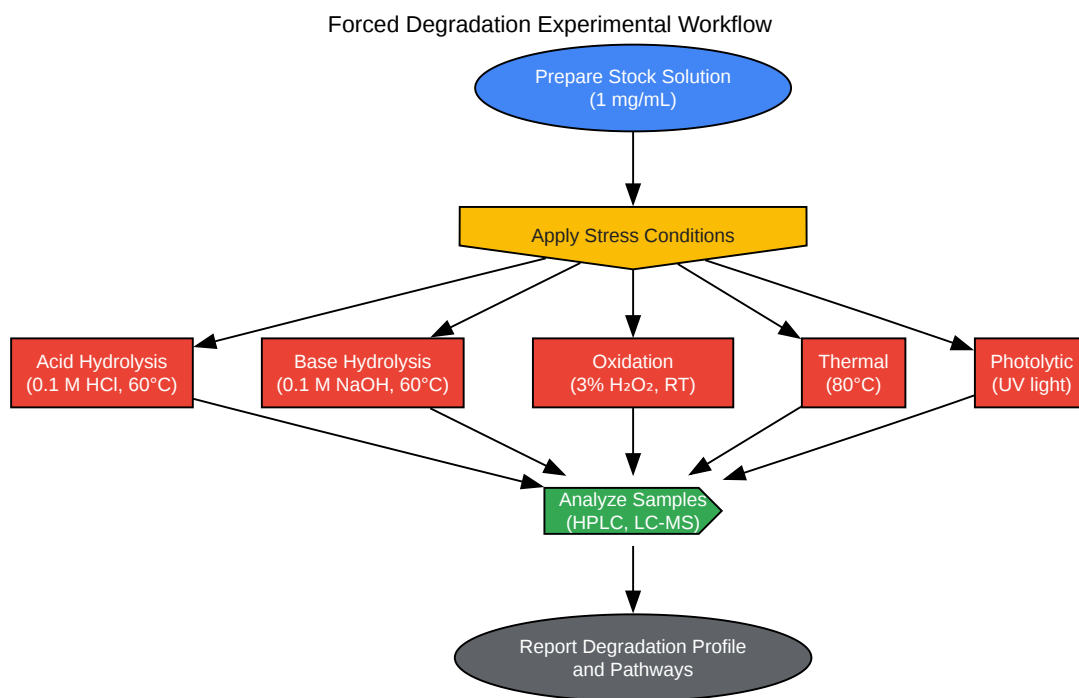 Forced Degradation Experimental Workflow
Prepare Stock Solution
(1 mg/mL)
Apply Stress Conditions
Acid Hydrolysis
(0.1 M HCl, 60°C)
Base Hydrolysis
(0.1 M NaOH, 60°C)
Oxidation
(3% H₂O₂, RT)
Thermal
(80°C)
Photolytic
(UV light)
Analyze Samples
(HPLC, LC-MS)
Report Degradation Profile
and Pathways